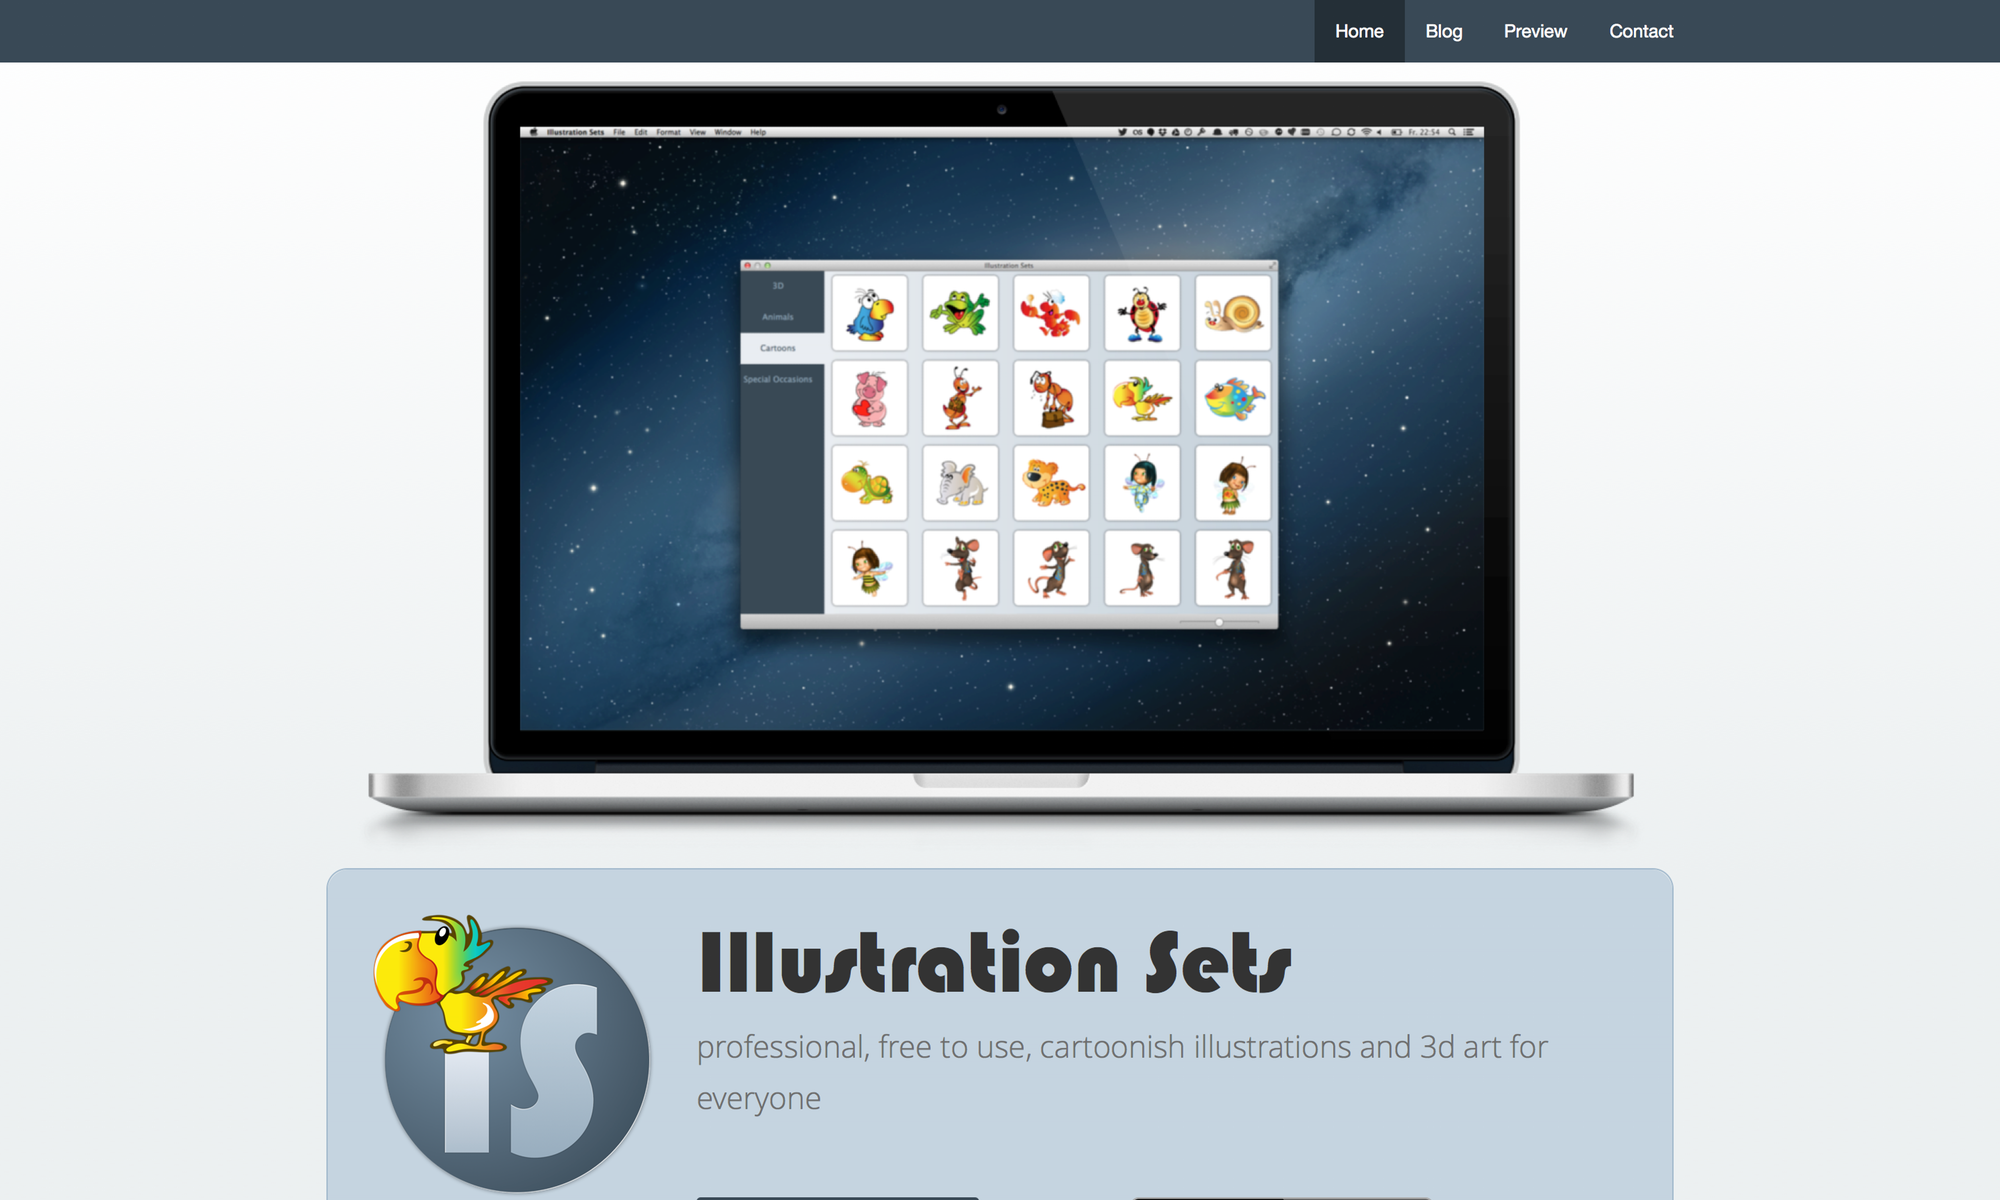 Home Blog Preview Contact
Illustration Sets File Edit Format View Window Help Fr. 22:54
Illustration Sets
3D
Animals
Cartoons
Special Occasions
iS
Illustration Sets
professional, free to use, cartoonish illustrations and 3d art for
everyone